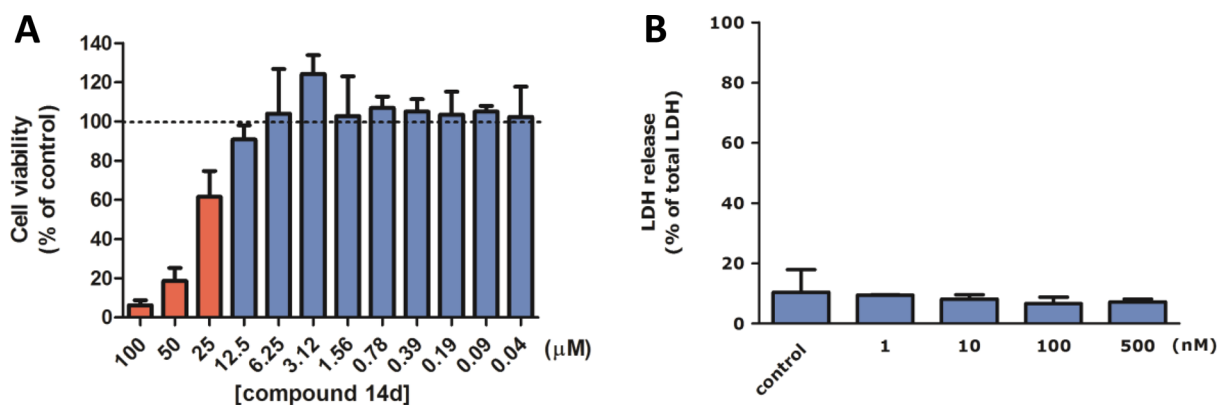 A
Cell viability
(% of control)
140
120
100
80
60
40
20
0
100 50 25 12.5 6.25 3.12 1.56 0.78 0.39 0.19 0.09 0.04 (μM)
[compound 14d]
B
LDH release
(% of total LDH)
100
80
60
40
20
0
control 1 10 100 500 (nM)